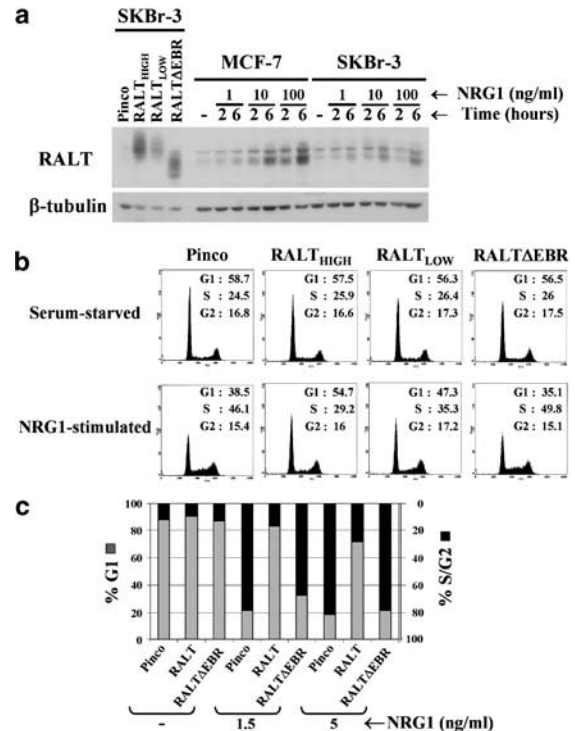 a
SKBr-3
Pinco
RALTHIGH
RALTLOW
RALTΔEBR
MCF-7 SKBr-3
1 10 100 1 10 100 ← NRG1 (ng/ml)
- 2 6 2 6 2 6 - 2 6 2 6 2 6 ← Time (hours)
RALT
β-tubulin
b
Pinco RALTHIGH RALTLOW RALTΔEBR
Serum-starved
G1 : 58.7
S : 24.5
G2 : 16.8
G1 : 57.5
S : 25.9
G2 : 16.6
G1 : 56.3
S : 26.4
G2 : 17.3
G1 : 56.5
S : 26
G2 : 17.5
NRG1-stimulated
G1 : 38.5
S : 46.1
G2 : 15.4
G1 : 54.7
S : 29.2
G2 : 16
G1 : 47.3
S : 35.3
G2 : 17.2
G1 : 35.1
S : 49.8
G2 : 15.1
c
% G1
100
80
60
40
20
0
0
20
40
60
80
100
% S/G2
Pinco
RALT
RALTΔEBR
Pinco
RALT
RALTΔEBR
Pinco
RALT
RALTΔEBR
- 1.5 5 ←NRG1 (ng/ml)